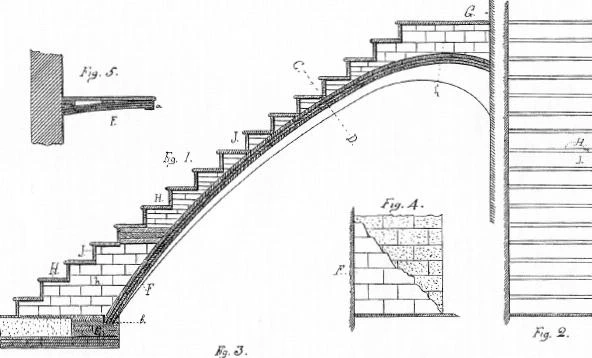 G.
Fig. 5.
C.
a
E.
J.
D.
Fig. 1.
H.
J.
H.
Fig. 4.
J.
H.
h
F
F.
b.
Fig. 2.
Fig. 3.